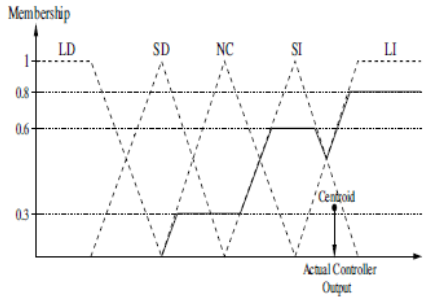 Membership
LD SD NC SI LI
1
0.8
0.6
0.3
Centroid
Actual Controller
Output